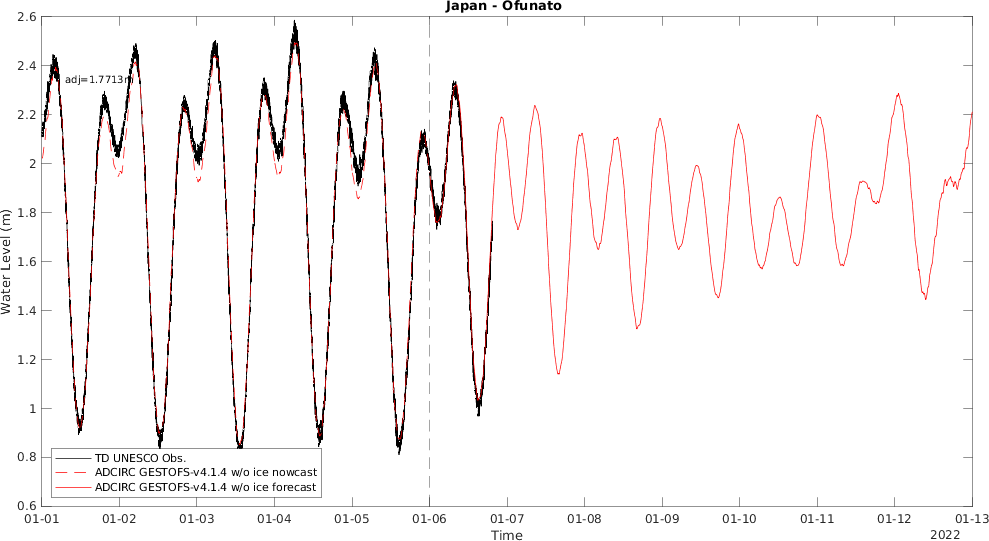 Japan - Ofunato
2.6
2.4
adj=1.7713m
2.2
2
1.8
Water Level (m)
1.6
1.4
1.2
1
0.8
TD UNESCO Obs.
ADCIRC GESTOFS-v4.1.4 w/o ice nowcast
ADCIRC GESTOFS-v4.1.4 w/o ice forecast
0.6
01-01 01-02 01-03 01-04 01-05 01-06 01-07 01-08 01-09 01-10 01-11 01-12 01-13
Time
2022